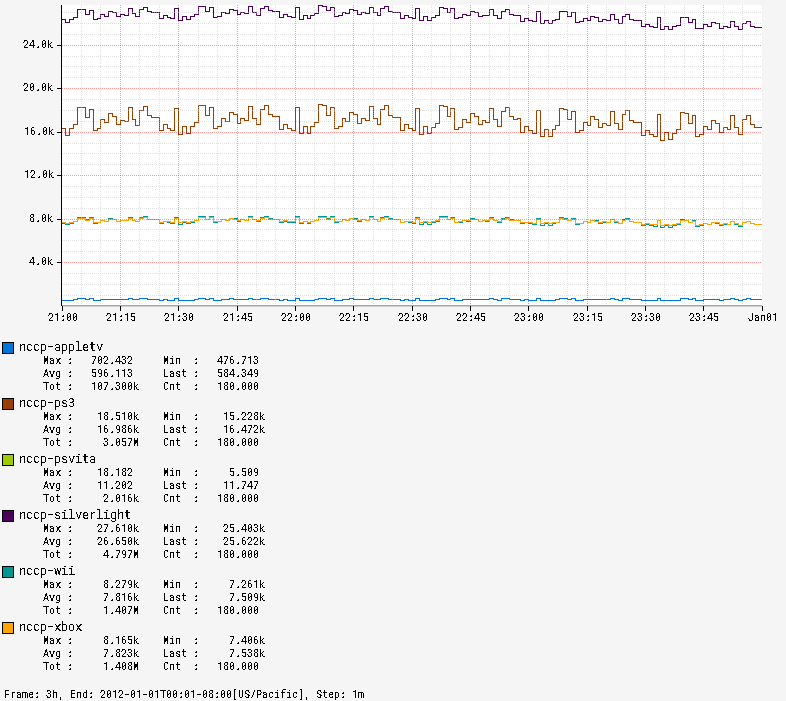 24.0k
20.0k
16.0k
12.0k
8.0k
4.0k
21:00 21:15 21:30 21:45 22:00 22:15 22:30 22:45 23:00 23:15 23:30 23:45 Jan01
nccp-appletv
Max : 702.432 Min : 476.713
Avg : 596.113 Last : 584.349
Tot : 107.300k Cnt : 180.000
nccp-ps3
Max : 18.510k Min : 15.228k
Avg : 16.986k Last : 16.472k
Tot : 3.057M Cnt : 180.000
nccp-psvita
Max : 18.182 Min : 5.509
Avg : 11.202 Last : 11.747
Tot : 2.016k Cnt : 180.000
nccp-silverlight
Max : 27.610k Min : 25.403k
Avg : 26.650k Last : 25.622k
Tot : 4.797M Cnt : 180.000
nccp-wii
Max : 8.279k Min : 7.261k
Avg : 7.816k Last : 7.509k
Tot : 1.407M Cnt : 180.000
nccp-xbox
Max : 8.165k Min : 7.406k
Avg : 7.823k Last : 7.538k
Tot : 1.408M Cnt : 180.000
Frame: 3h, End: 2012-01-01T00:01-08:00[US/Pacific], Step: 1m